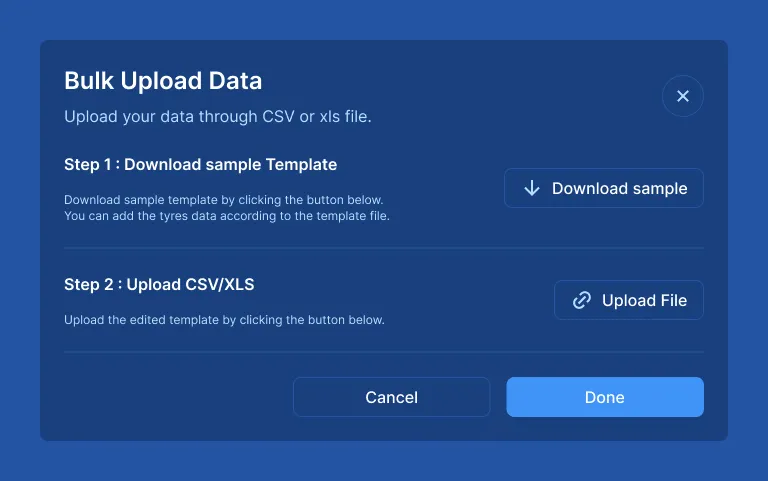 Bulk Upload Data
Upload your data through CSV or xls file.
Step 1 : Download sample Template
Download sample template by clicking the button below.
You can add the tyres data according to the template file.
Download sample
Step 2 : Upload CSV/XLS
Upload the edited template by clicking the button below.
Upload File
Cancel
Done